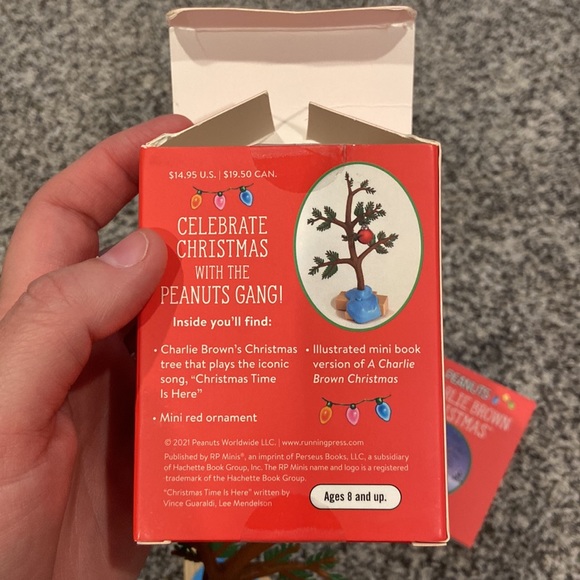 $14.95 U.S. | $19.50 CAN.
CELEBRATE
CHRISTMAS
WITH THE
PEANUTS GANG!
Inside you'll find:
• Charlie Brown's Christmas
tree that plays the iconic
song, "Christmas Time
Is Here"
• Mini red ornament
• Illustrated mini book
version of A Charlie
Brown Christmas
© 2021 Peanuts Worldwide LLC. | www.runningpress.com
Published by RP Minis®, an imprint of Perseus Books, LLC, a subsidiary
of Hachette Book Group, Inc. The RP Minis name and logo is a registered
trademark of the Hachette Book Group.
"Christmas Time Is Here" written by
Vince Guaraldi, Lee Mendelson
Ages 8 and up.
PEANUTS
BROWN